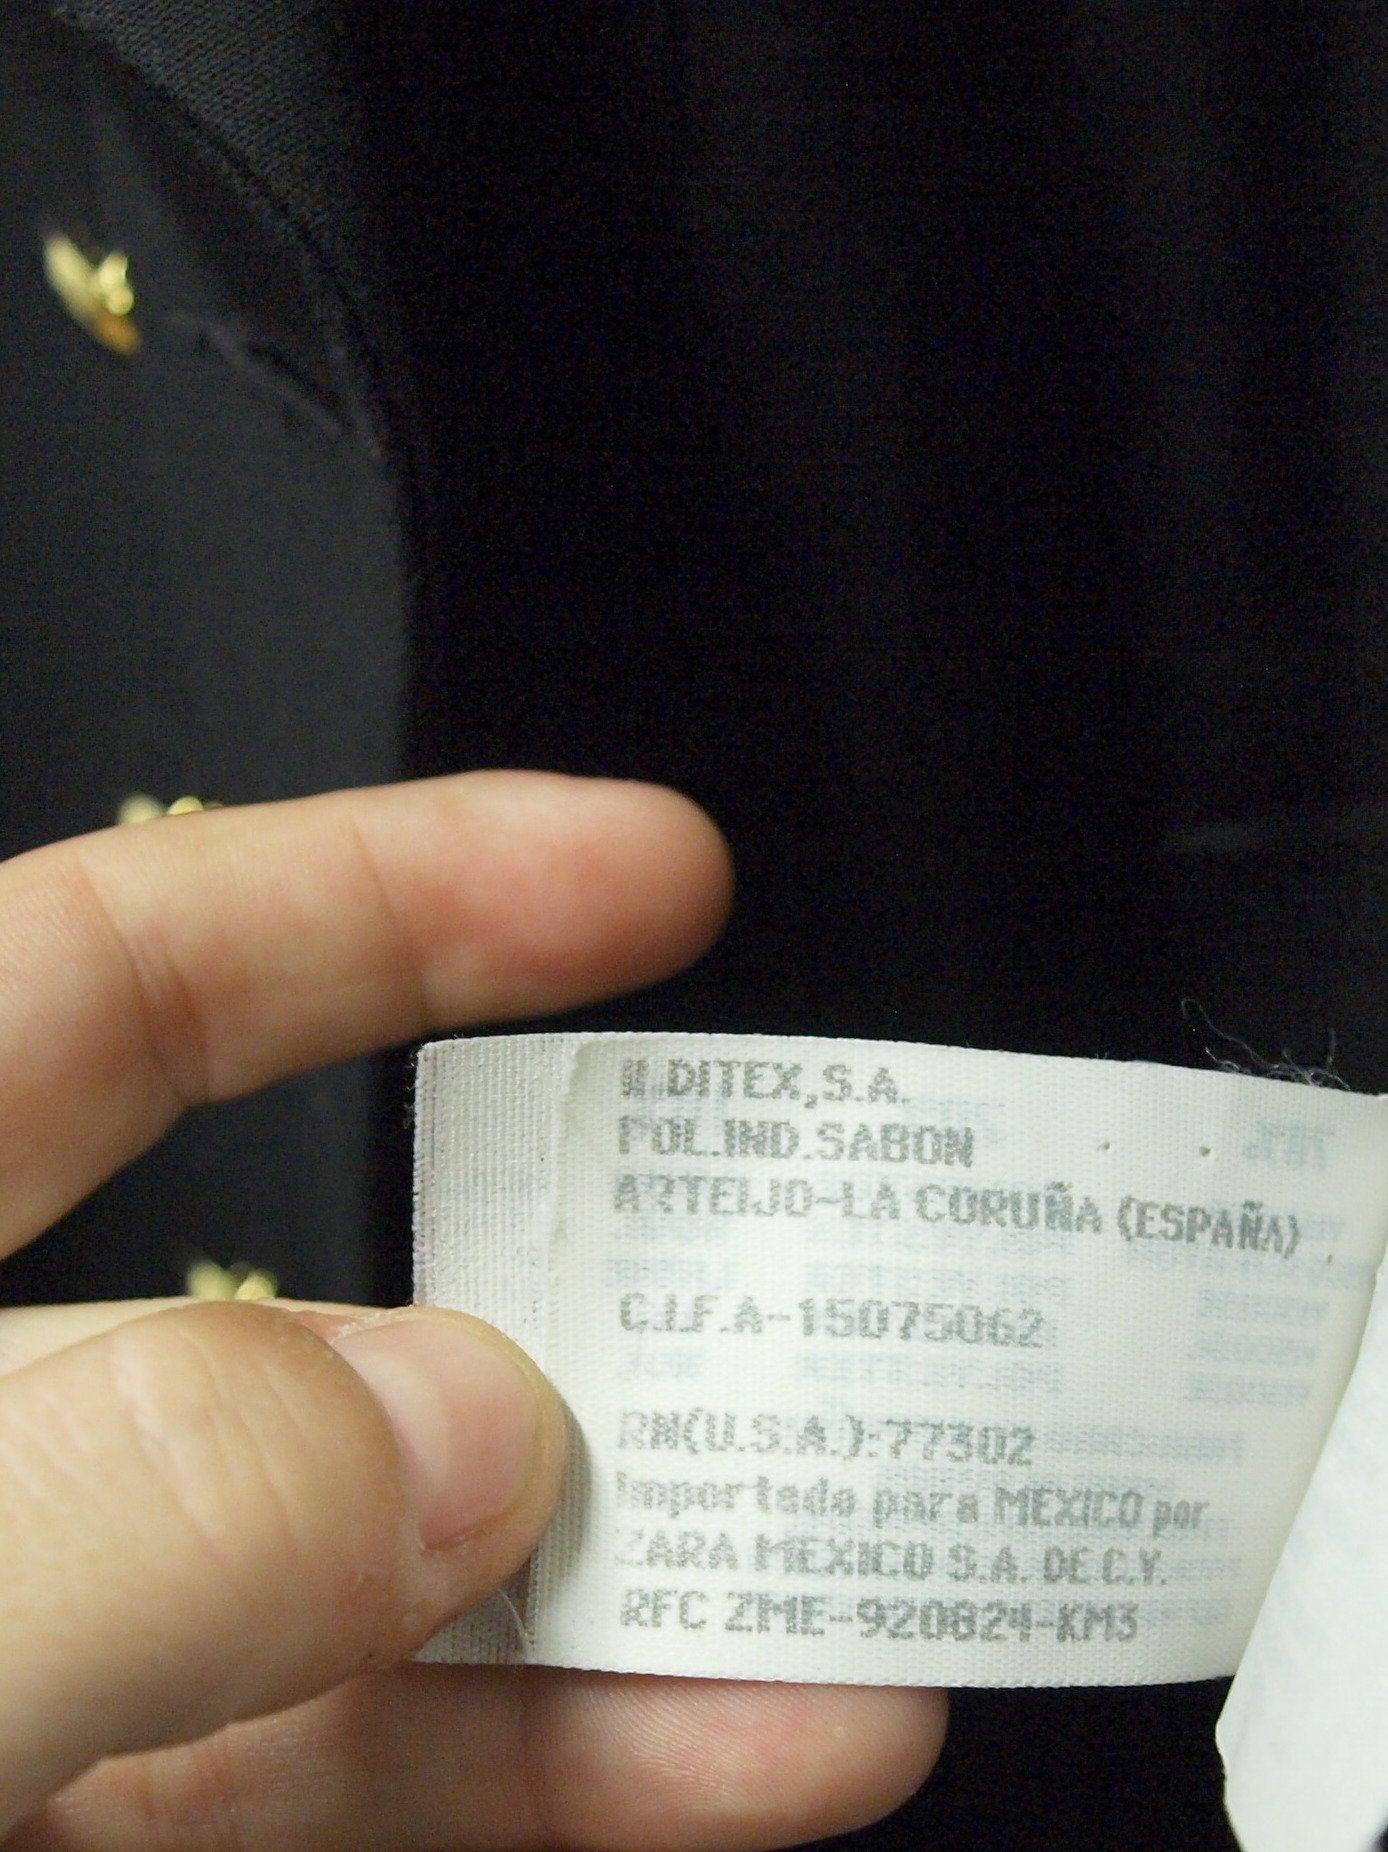 N.DITEX,S.A.
POL.IND.SABON
ARTEIJO-LA CORUÑA (ESPAÑA)
C.I.F.A-15075062
RN(U.S.A.):77302
Importado para MEXICO por
ZARA MEXICO S.A. DE C.V.
RFC ZME-920824-KM3